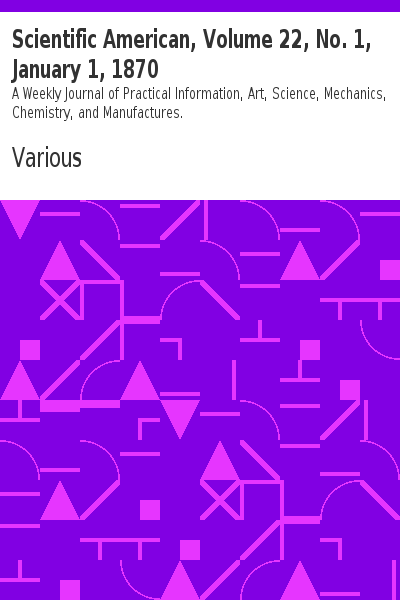 Scientific American, Volume 22, No. 1,
January 1, 1870
A Weekly Journal of Practical Information, Art, Science, Mechanics,
Chemistry, and Manufactures.
Various